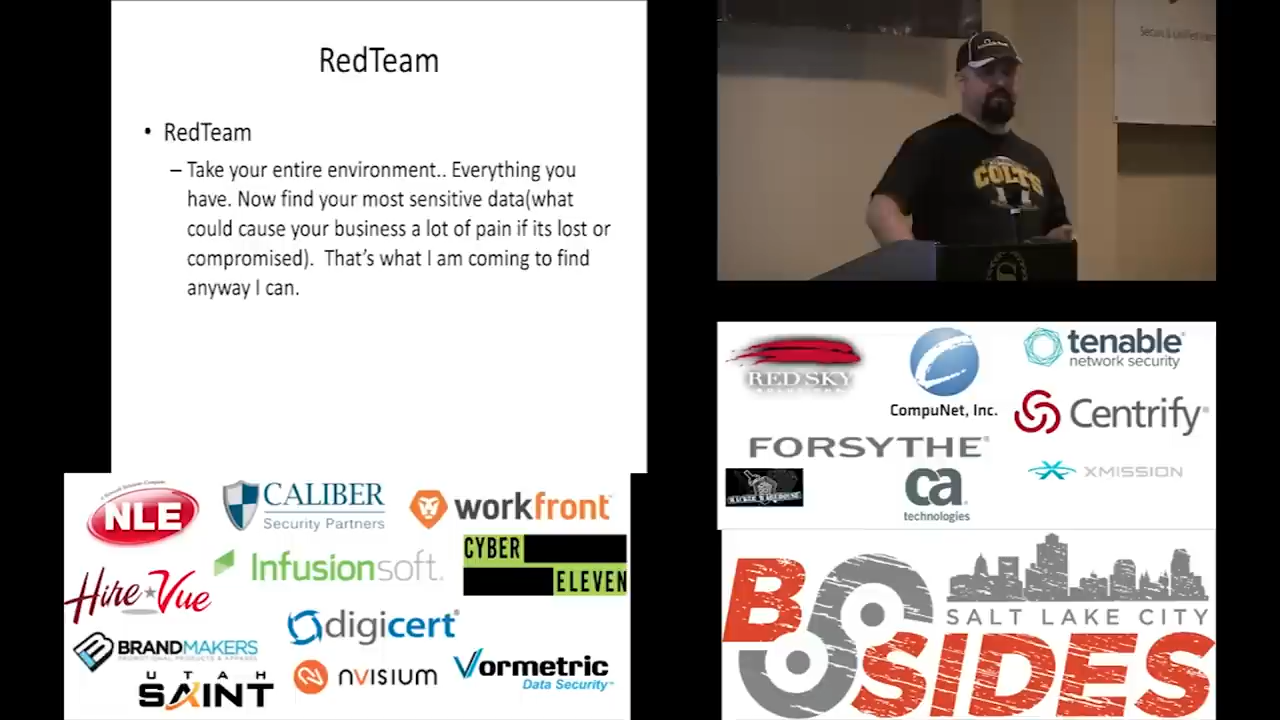 RedTeam
• RedTeam
– Take your entire environment.. Everything you
have. Now find your most sensitive data(what
could cause your business a lot of pain if its lost or
compromised).  That's what I am coming to find
anyway I can.
COLTS
RED SKY
CompuNet, Inc.
tenable
network security
Centrify
FORSYTHE
HACKER WAREHOUSE
ca
technologies
XMISSION
NLE
CALIBER
Security Partners
workfront
Infusionsoft.
CYBER
ELEVEN
Hire Vue
digicert
BRANDMAKERS
PROMOTIONAL PRODUCTS & APPAREL
UTAH
SAINT
nVISIUM
Vormetric
Data Security
SALT LAKE CITY
BSIDES